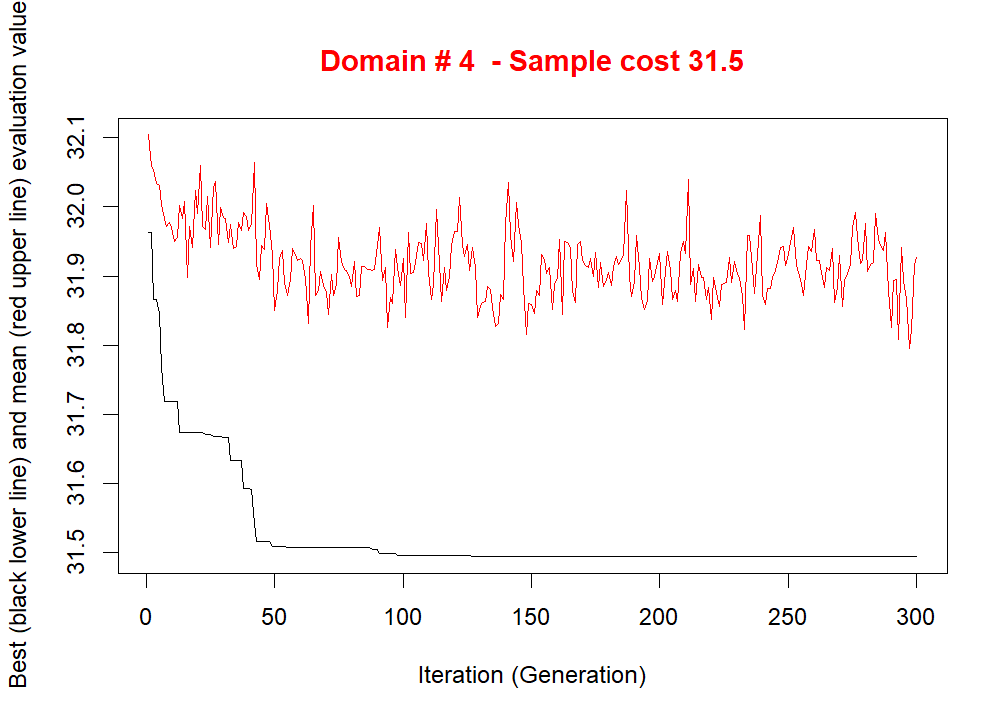 Domain # 4  - Sample cost 31.5
Best (black lower line) and mean (red upper line) evaluation value
32.1
32.0
31.9
31.8
31.7
31.6
31.5
0 50 100 150 200 250 300
Iteration (Generation)